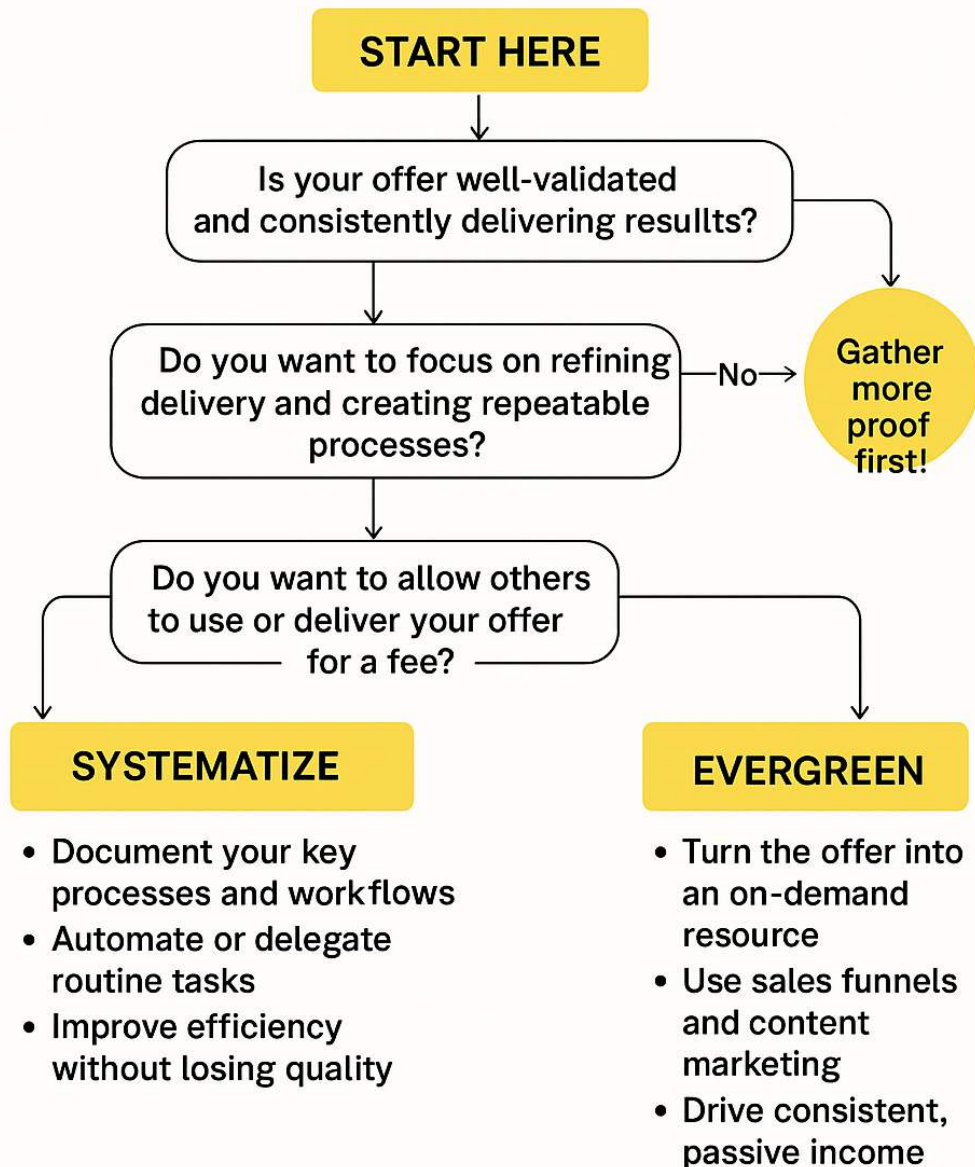 START HERE
Is your offer well-validated
and consistently delivering resullts?
Do you want to focus on refining
delivery and creating repeatable
processes?
No
Gather
more
proof
first!
Do you want to allow others
to use or deliver your offer
for a fee?
SYSTEMATIZE
• Document your key
processes and workflows
• Automate or delegate
routine tasks
• Improve efficiency
without losing quality
EVERGREEN
• Turn the offer into
an on-demand
resource
• Use sales funnels
and content
marketing
• Drive consistent,
passive income